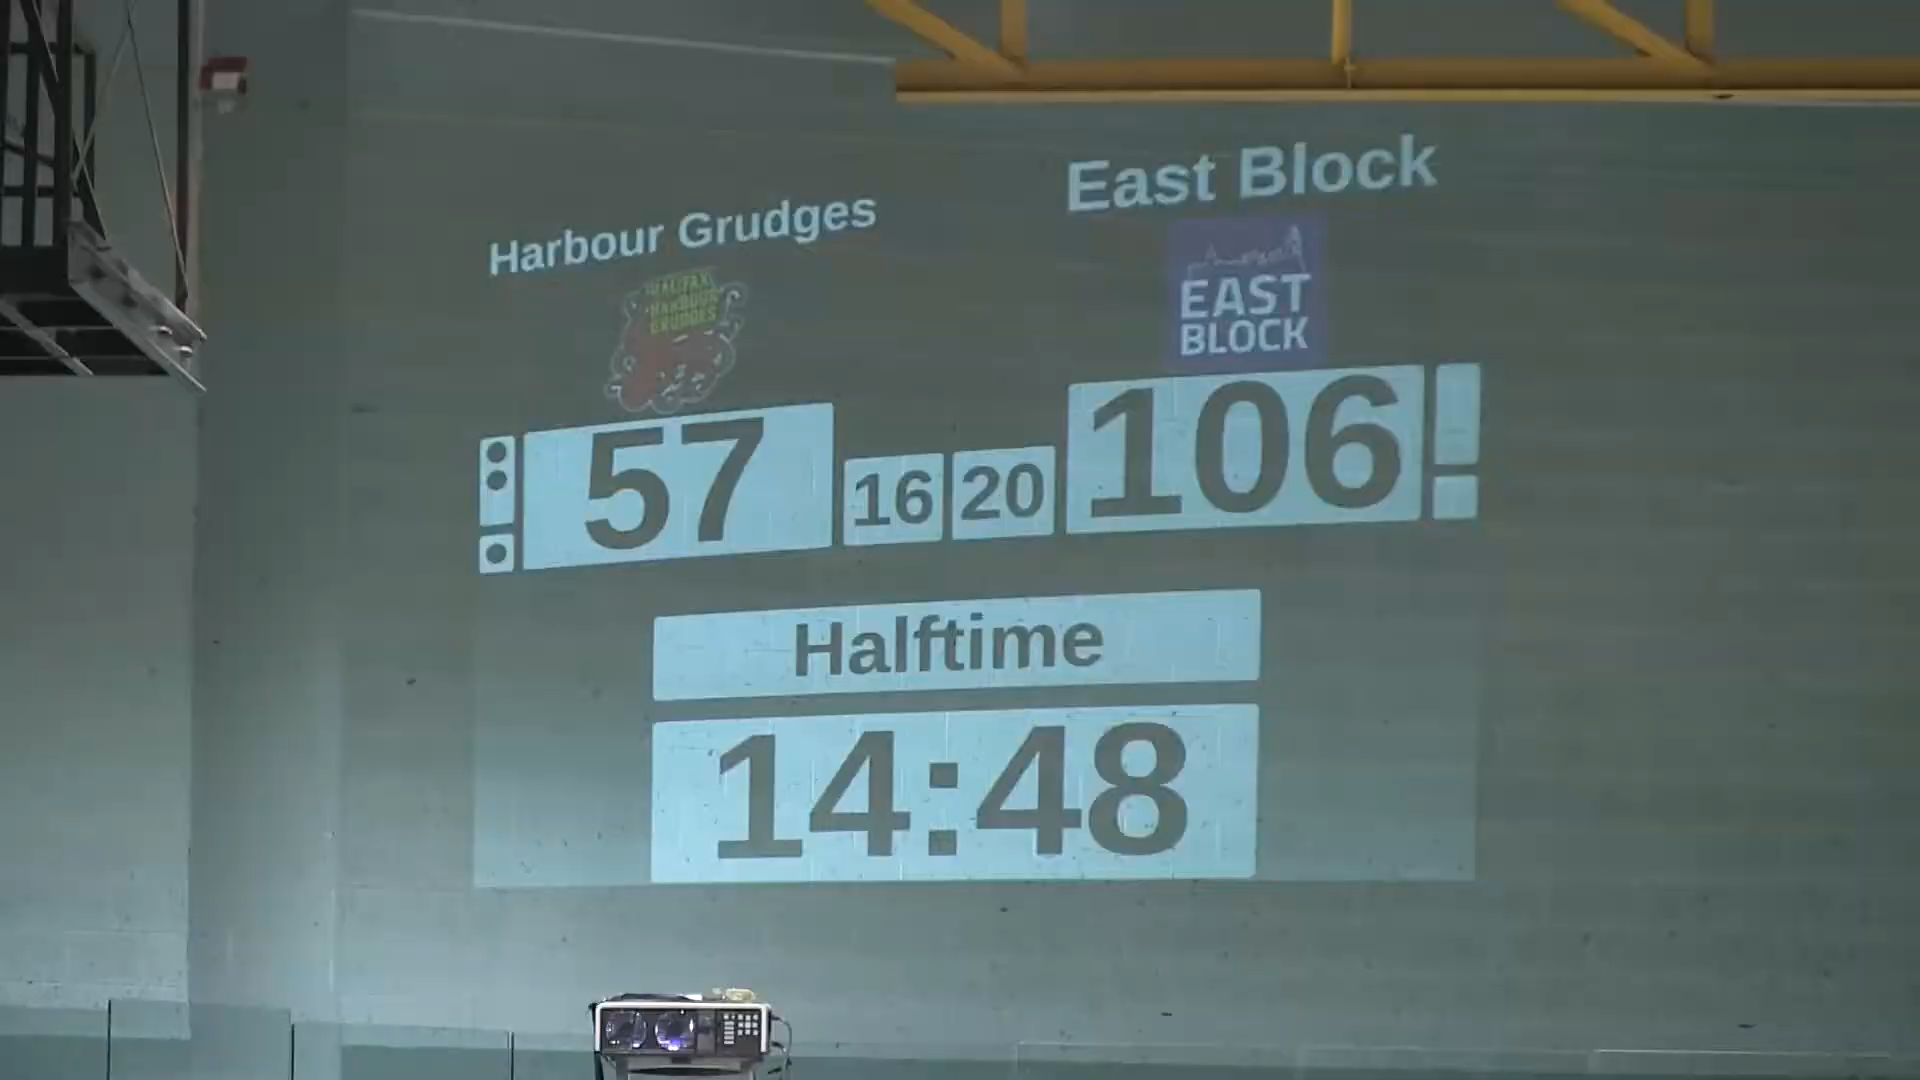 Harbour Grudges
East Block
HALIFAX
HARBOUR
GRUDGES
EAST
BLOCK
57
16
20
106
Halftime
14:48